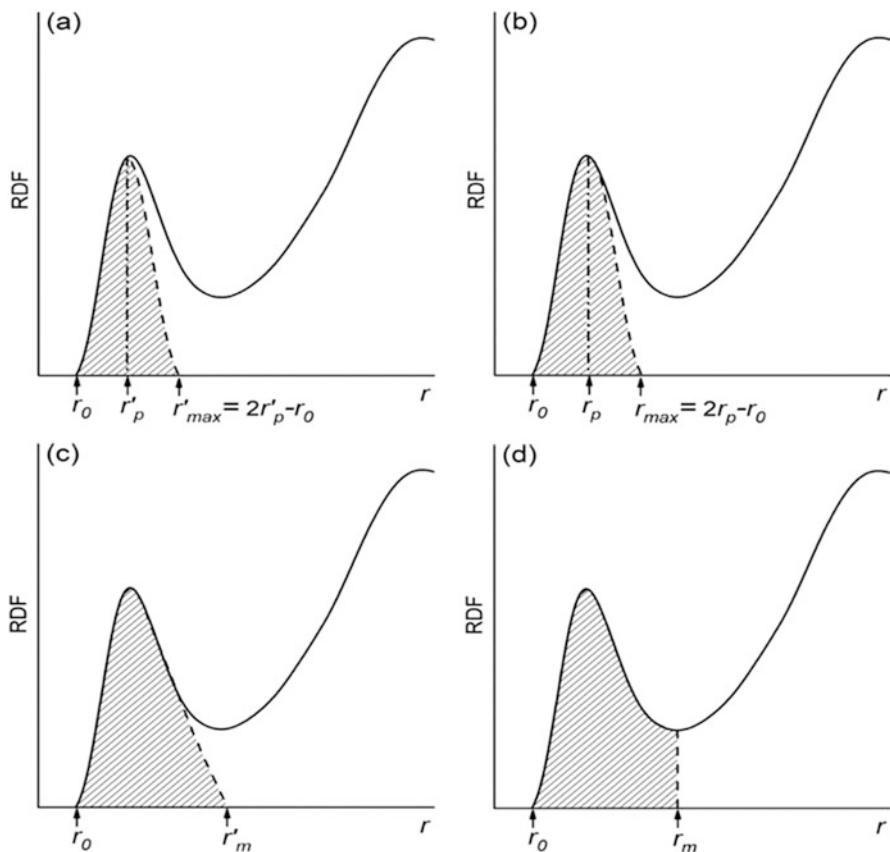 (a)
RDF
r0
r'p
r'max = 2r'p-r0
r
(b)
RDF
r0
rp
rmax = 2rp-r0
r
(c)
RDF
r0
r'm
r
(d)
RDF
r0
rm
r